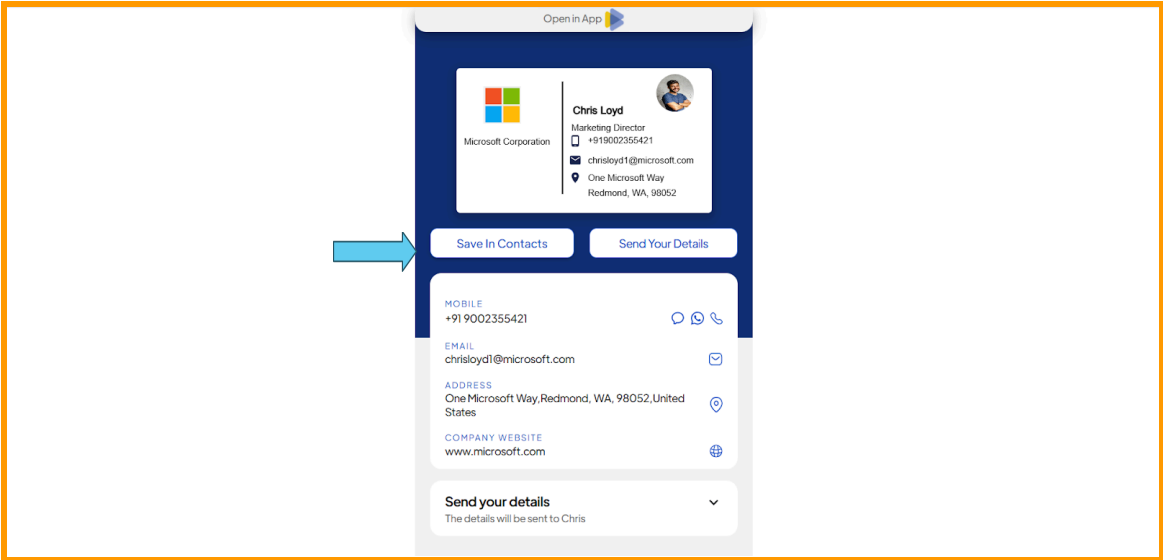 Open in App
Chris Loyd
Marketing Director
Microsoft Corporation
+919002355421
chrisloyd1@microsoft.com
One Microsoft Way
Redmond, WA, 98052
Save In Contacts
Send Your Details
MOBILE
+91 9002355421
EMAIL
chrisloyd1@microsoft.com
ADDRESS
One Microsoft Way,Redmond, WA, 98052,United
States
COMPANY WEBSITE
www.microsoft.com
Send your details
The details will be sent to Chris